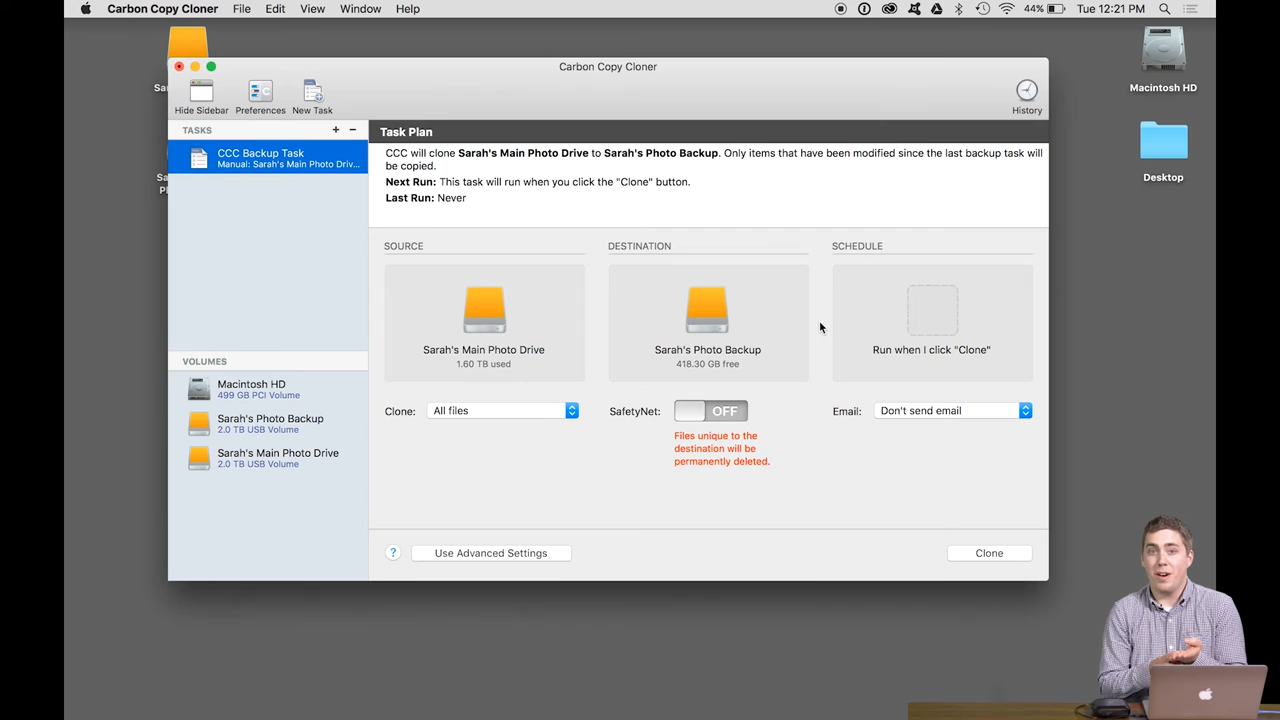 Carbon Copy Cloner File Edit View Window Help 44% Tue 12:21 PM
Carbon Copy Cloner
Hide Sidebar Preferences New Task History
Macintosh HD
Desktop
TASKS + −
CCC Backup Task
Manual: Sarah's Main Photo Driv...
Task Plan
CCC will clone Sarah's Main Photo Drive to Sarah's Photo Backup. Only items that have been modified since the last backup task will
be copied.
Next Run: This task will run when you click the "Clone" button.
Last Run: Never
SOURCE DESTINATION SCHEDULE
Sarah's Main Photo Drive Sarah's Photo Backup Run when I click "Clone"
1.60 TB used 418.30 GB free
Clone: All files SafetyNet: OFF Email: Don't send email
Files unique to the
destination will be
permanently deleted.
VOLUMES
Macintosh HD
499 GB PCI Volume
Sarah's Photo Backup
2.0 TB USB Volume
Sarah's Main Photo Drive
2.0 TB USB Volume
? Use Advanced Settings Clone